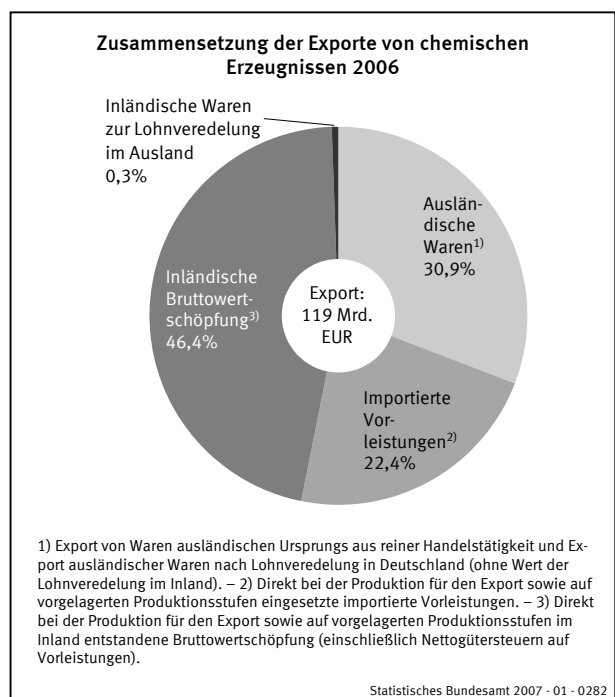 Zusammensetzung der Exporte von chemischen
Erzeugnissen 2006
Inländische Waren
zur Lohnveredelung
im Ausland
0,3%
Auslän-
dische
Waren1)
30,9%
Inländische
Bruttowert-
schöpfung3)
46,4%
Export:
119 Mrd.
EUR
Importierte
Vor-
leistungen2)
22,4%
1) Export von Waren ausländischen Ursprungs aus reiner Handelstätigkeit und Ex-
port ausländischer Waren nach Lohnveredelung in Deutschland (ohne Wert der
Lohnveredelung im Inland). – 2) Direkt bei der Produktion für den Export sowie auf
vorgelagerten Produktionsstufen eingesetzte importierte Vorleistungen. – 3) Direkt
bei der Produktion für den Export sowie auf vorgelagerten Produktionsstufen im
Inland entstandene Bruttowertschöpfung (einschließlich Nettogütersteuern auf
Vorleistungen).
Statistisches Bundesamt 2007 - 01 - 0282